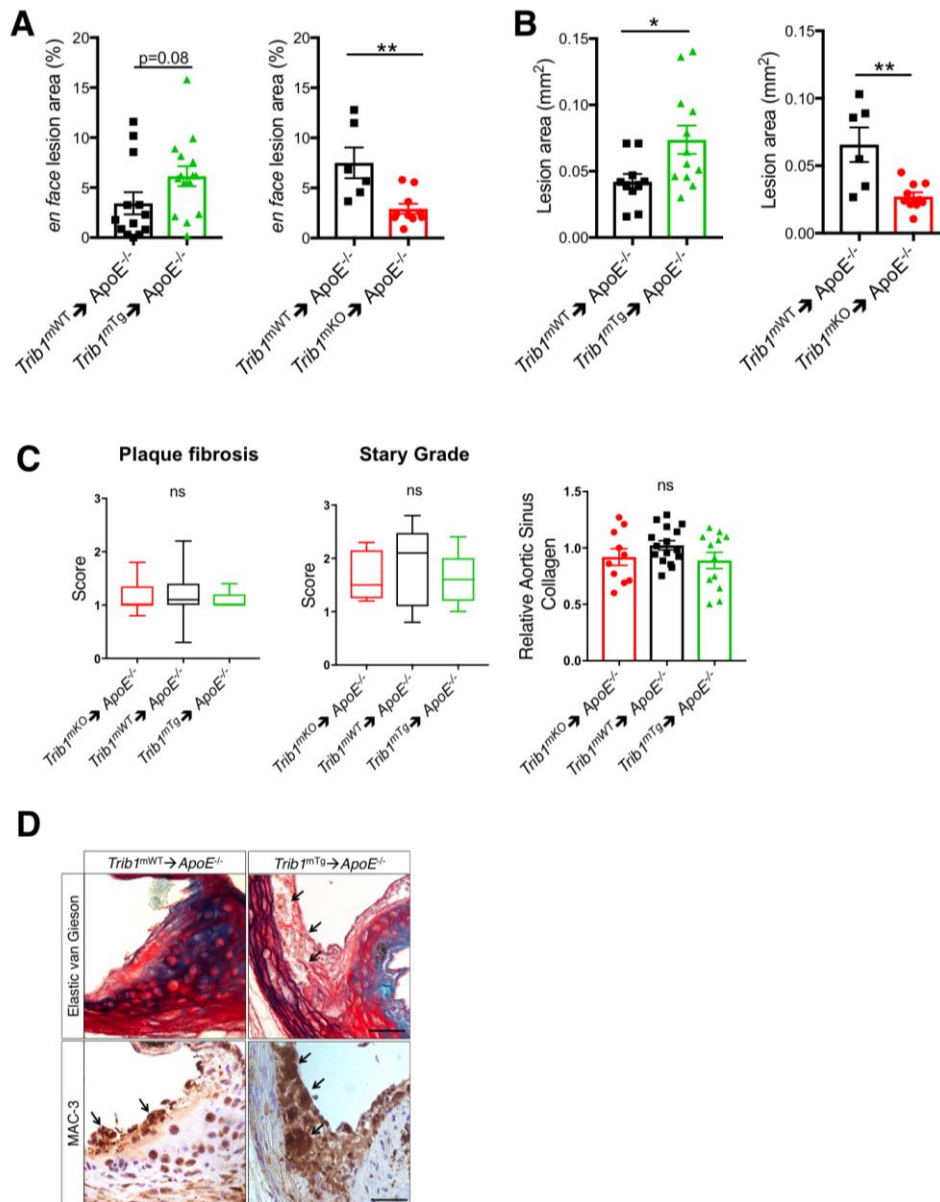 A
en face lesion area (%)
20
15
10
5
0
p=0.08
Trib1mWT➔ ApoE-/-
Trib1mTg➔ ApoE-/-
en face lesion area (%)
20
15
10
5
0
**
Trib1mWT➔ ApoE-/-
Trib1mKO➔ ApoE-/-
B
Lesion area (mm2)
0.15
0.10
0.05
0.00
*
Trib1mWT➔ ApoE-/-
Trib1mTg➔ ApoE-/-
Lesion area (mm2)
0.15
0.10
0.05
0.00
**
Trib1mWT➔ ApoE-/-
Trib1mKO➔ ApoE-/-
C
Plaque fibrosis
ns
Score
3
2
1
0
Trib1mKO➔ ApoE-/-
Trib1mWT➔ ApoE-/-
Trib1mTg➔ ApoE-/-
Stary Grade
ns
Score
3
2
1
0
Trib1mKO➔ ApoE-/-
Trib1mWT➔ ApoE-/-
Trib1mTg➔ ApoE-/-
ns
Relative Aortic Sinus
Collagen
1.5
1.0
0.5
0.0
Trib1mKO➔ ApoE-/-
Trib1mWT➔ ApoE-/-
Trib1mTg➔ ApoE-/-
D
Trib1mWT→ApoE-/-
Trib1mTg→ApoE-/-
Elastic van Gieson
MAC-3